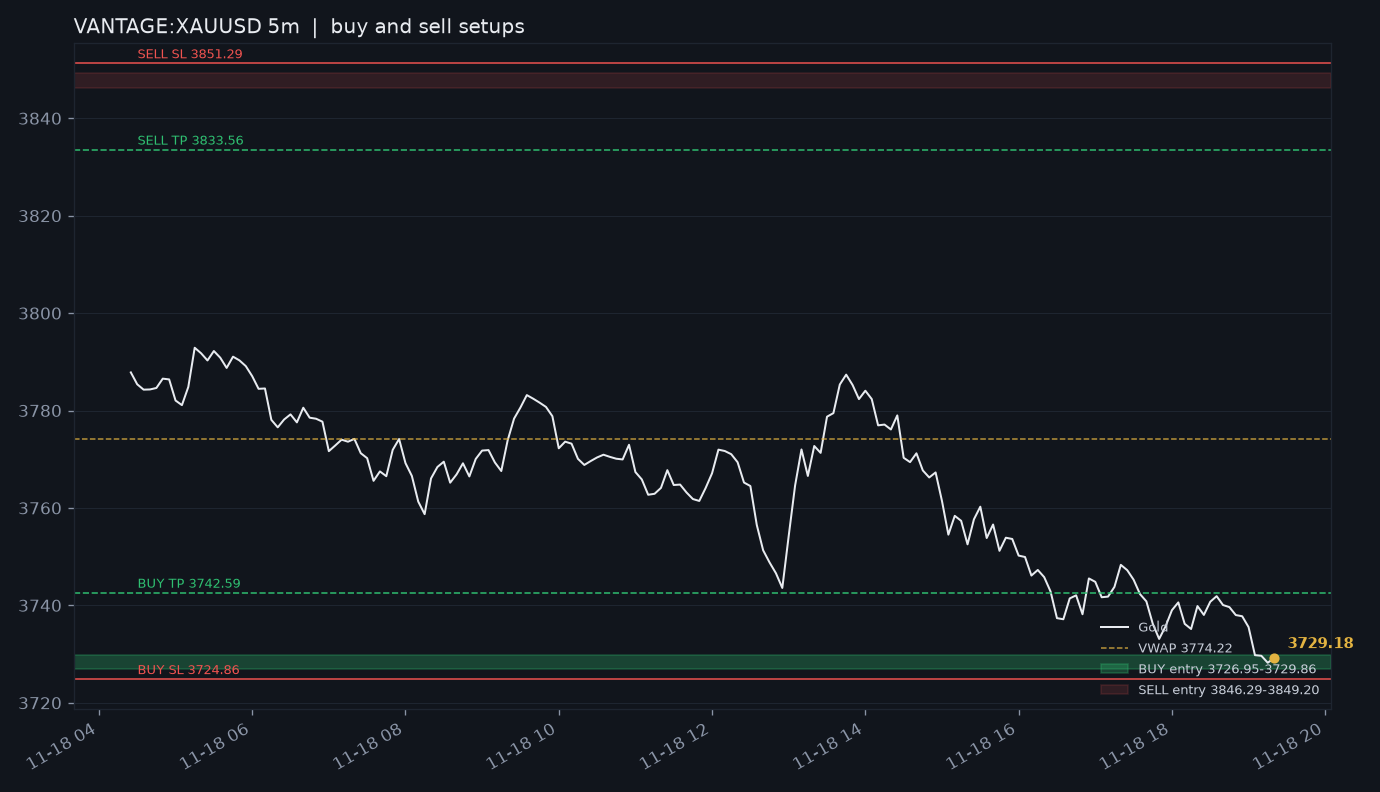 VANTAGE:XAUUSD 5m | buy and sell setups
SELL SL 3851.29
3840
SELL TP 3833.56
3820
3800
3780
3760
BUY TP 3742.59
3740
Gold
3729.18
VWAP 3774.22
BUY SL 3724.86
BUY entry 3726.95-3729.86
SELL entry 3846.29-3849.20
3720
11-18 04
11-18 06
11-18 08
11-18 10
11-18 12
11-18 14
11-18 16
11-18 18
11-18 20